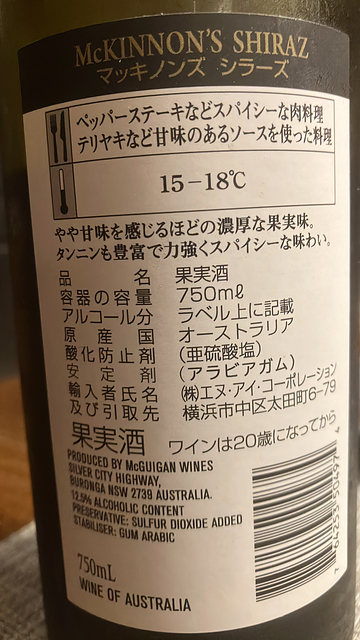 McKINNON'S SHIRAZ
マッキノンズ シラーズ
ペッパーステーキなどスパイシーな肉料理
テリヤキなど甘味のあるソースを使った料理
15−18℃
やや甘味を感じるほどの濃厚な果実味。
タンニンも豊富で力強くスパイシーな味わい。
品名 果実酒
容器の容量 750mℓ
アルコール分 ラベル上に記載
原産国 オーストラリア
酸化防止剤 (亜硫酸塩)
安定剤 (アラビアガム)
輸入者氏名 ㈱エヌ・アイ・コーポレーション
及び引取先 横浜市中区太田町6−79
果実酒 ワインは20歳になってから
PRODUCED BY McGUIGAN WINES
SILVER CITY HIGHWAY,
BURONGA NSW 2739 AUSTRALIA.
12.5% ALCOHOLIC CONTENT
PRESERVATIVE: SULFUR DIOXIDE ADDED
STABILISER: GUM ARABIC
750mL
WINE OF AUSTRALIA